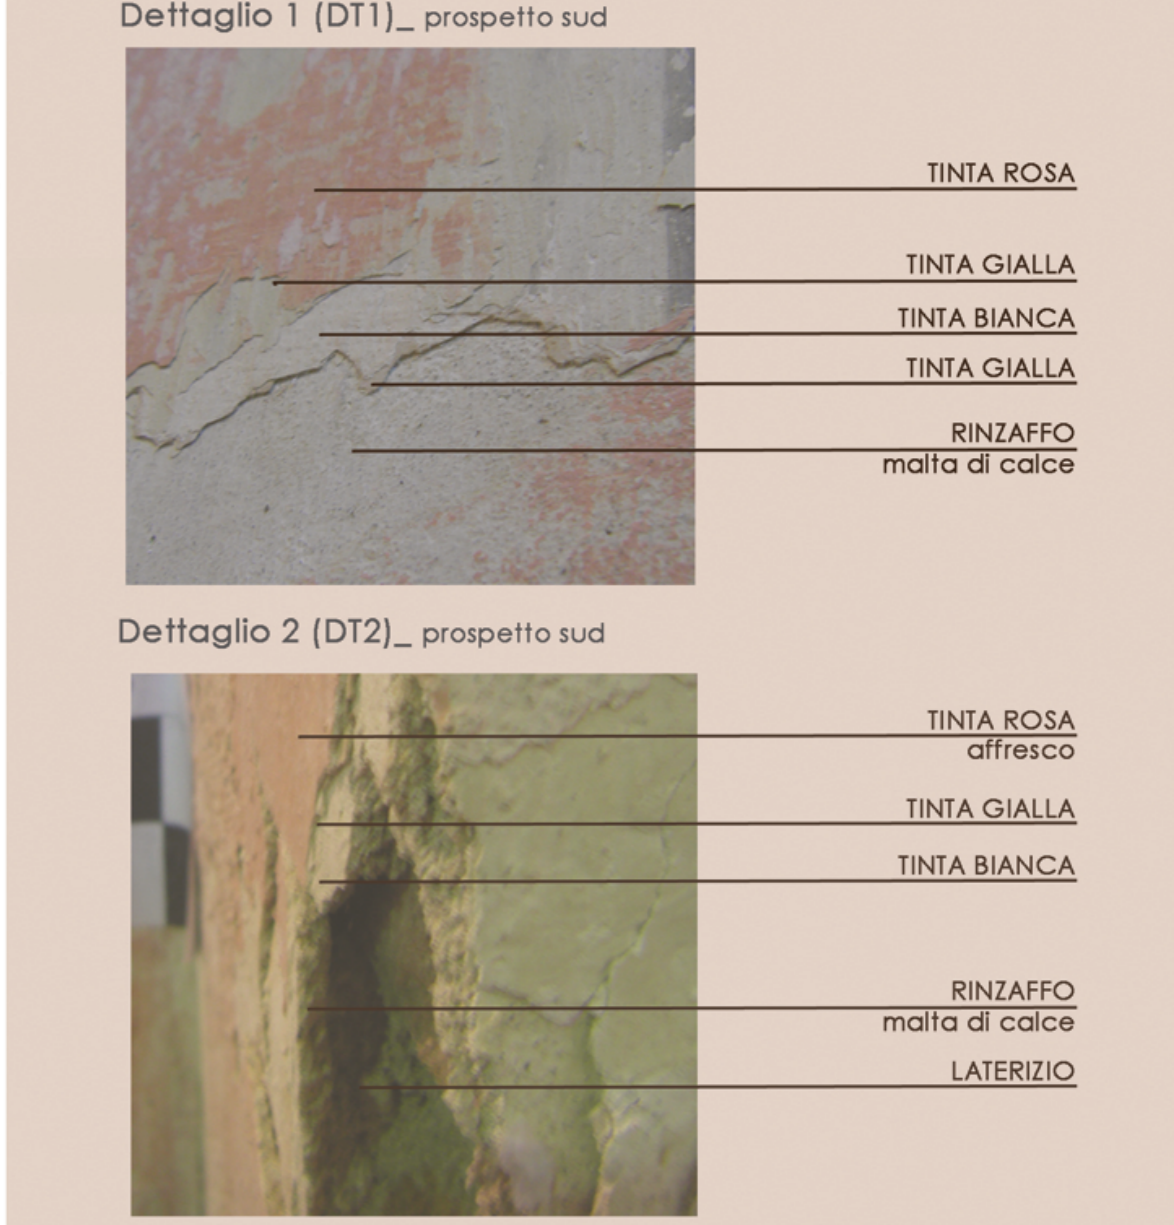 Dettaglio 1 (DT1)_ prospetto sud
TINTA ROSA
TINTA GIALLA
TINTA BIANCA
TINTA GIALLA
RINZAFFO
malta di calce
Dettaglio 2 (DT2)_ prospetto sud
TINTA ROSA
affresco
TINTA GIALLA
TINTA BIANCA
RINZAFFO
malta di calce
LATERIZIO